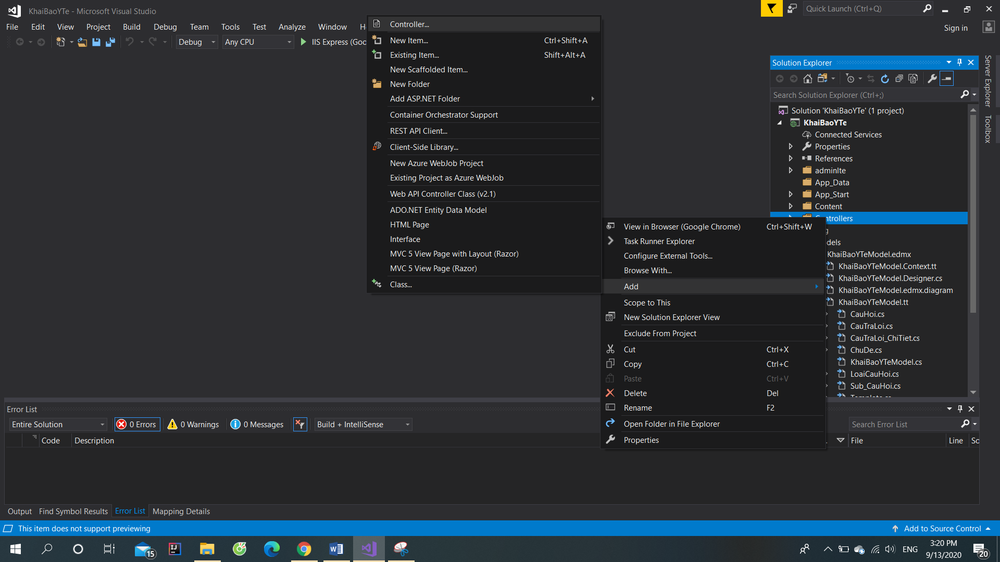 KhaiBaoYTe - Microsoft Visual Studio
Quick Launch (Ctrl+Q)
File Edit View Project Build Debug Team Tools Test Analyze Window
Sign in
Debug Any CPU IIS Express (Goo
Controller...
New Item... Ctrl+Shift+A
Existing Item... Shift+Alt+A
New Scaffolded Item...
New Folder
Add ASP.NET Folder
Container Orchestrator Support
REST API Client...
Client-Side Library...
New Azure WebJob Project
Existing Project as Azure WebJob
Web API Controller Class (v2.1)
ADO.NET Entity Data Model
HTML Page
Interface
MVC 5 View Page with Layout (Razor)
MVC 5 View Page (Razor)
Class...
View in Browser (Google Chrome) Ctrl+Shift+W
Task Runner Explorer
Configure External Tools...
Browse With...
Add
Scope to This
New Solution Explorer View
Exclude From Project
Cut Ctrl+X
Copy Ctrl+C
Paste Ctrl+V
Delete Del
Rename F2
Open Folder in File Explorer
Properties
Solution Explorer
Search Solution Explorer (Ctrl+;)
Solution 'KhaiBaoYTe' (1 project)
KhaiBaoYTe
Connected Services
Properties
References
adminlte
App_Data
App_Start
Content
ntrollers
g
dels
KhaiBaoYTeModel.edmx
KhaiBaoYTeModel.Context.tt
KhaiBaoYTeModel.Designer.cs
KhaiBaoYTeModel.edmx.diagram
KhaiBaoYTeModel.tt
CauHoi.cs
CauTraLoi.cs
CauTraLoi_ChiTiet.cs
ChuDe.cs
KhaiBaoYTeModel.cs
LoaiCauHoi.cs
Sub_CauHoi.cs
Template.cs
Server Explorer
Toolbox
Error List
Entire Solution 0 Errors 0 Warnings 0 Messages Build + IntelliSense
Search Error List
Code Description File Line
Output Find Symbol Results Error List Mapping Details
This item does not support previewing
Add to Source Control
15
ENG
3:20 PM
9/13/2020
20